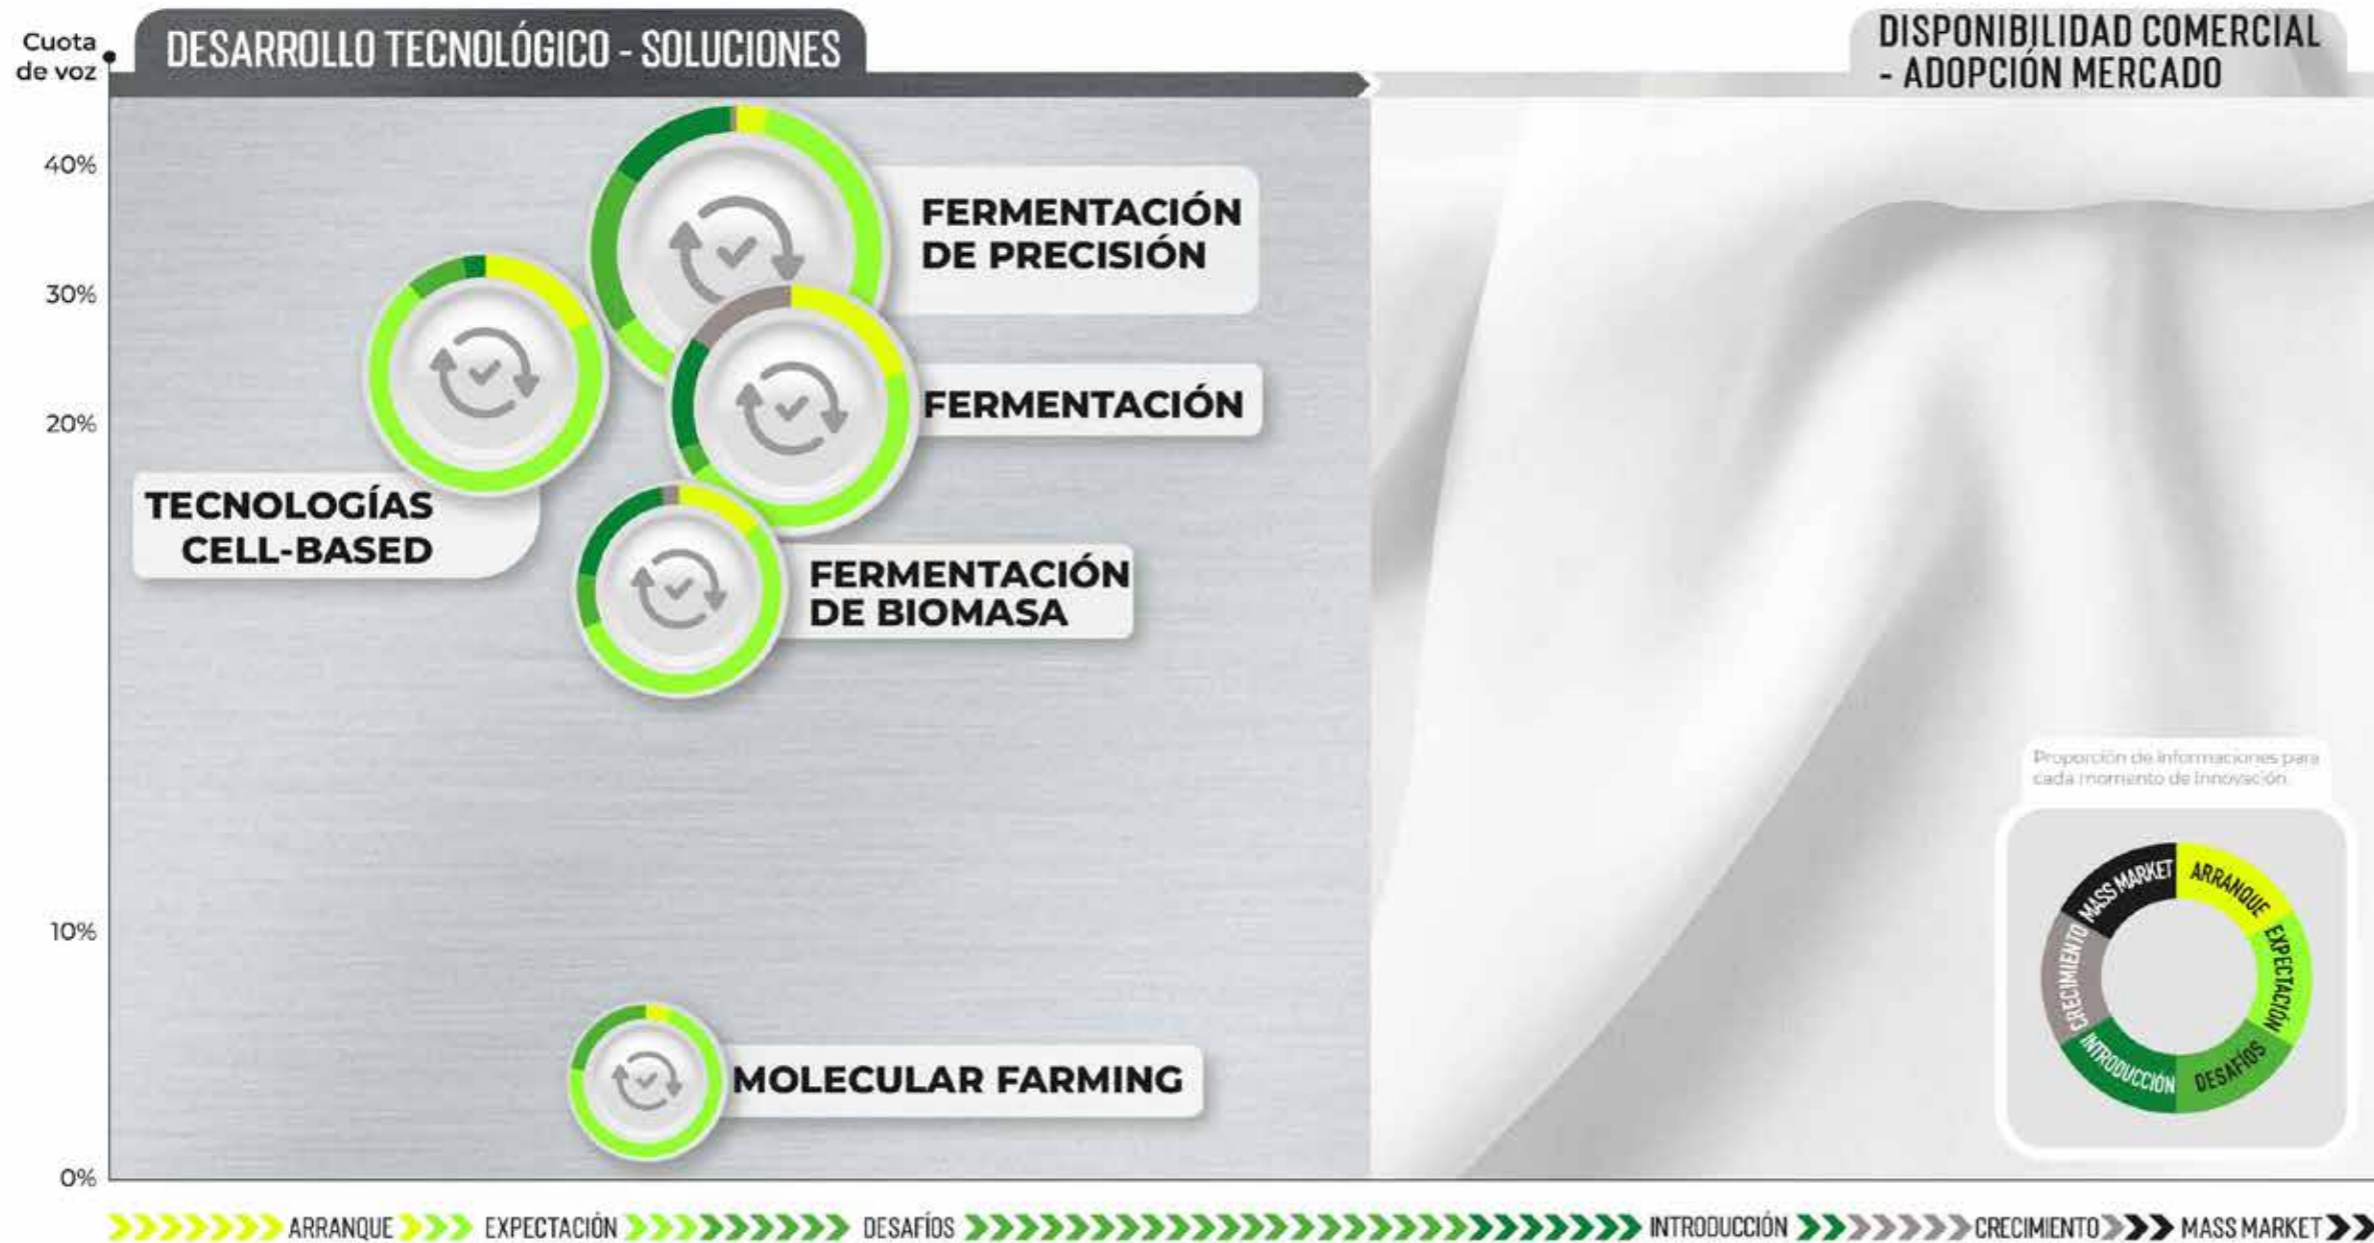 Cuota
de voz
DESARROLLO TECNOLÓGICO - SOLUCIONES
DISPONIBILIDAD COMERCIAL
- ADOPCIÓN MERCADO
40%
30%
20%
10%
0%
FERMENTACIÓN
DE PRECISIÓN
FERMENTACIÓN
TECNOLOGÍAS
CELL-BASED
FERMENTACIÓN
DE BIOMASA
MOLECULAR FARMING
Proporción de informaciones para
cada momento de innovación.
MASS MARKET
ARRANQUE
EXPECTACIÓN
DESAFÍOS
INTRODUCCIÓN
CRECIMIENTO
ARRANQUE EXPECTACIÓN DESAFÍOS INTRODUCCIÓN CRECIMIENTO MASS MARKET